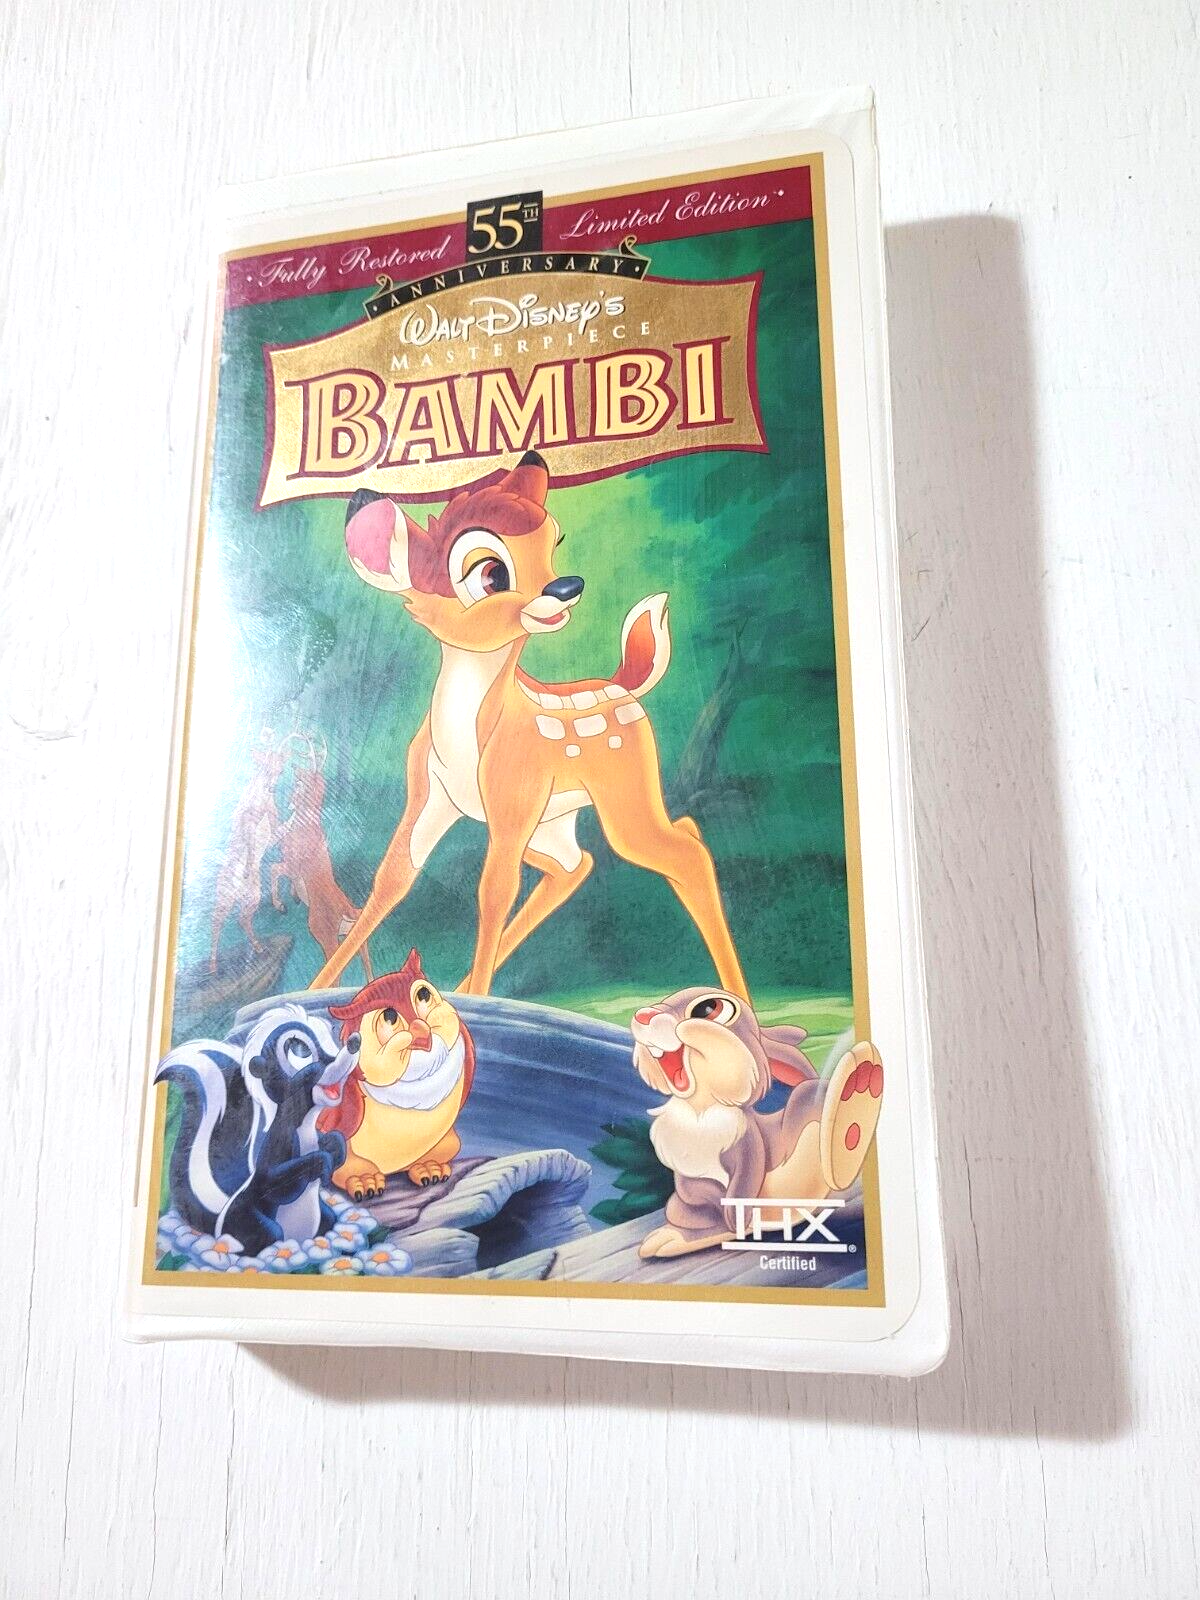 · Fully Restored 55TH Limited Edition ·
· ANNIVERSARY ·
WALT DISNEY'S
MASTERPIECE
BAMBI
THX®
Certified